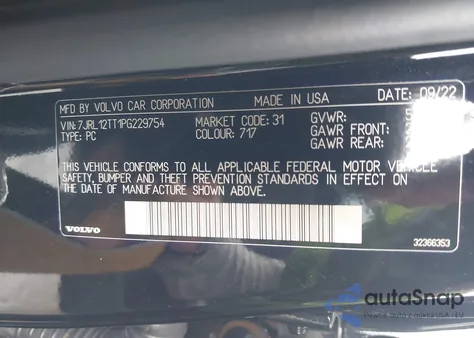 MFD BY VOLVO CAR CORPORATION MADE IN USA DATE: 09/22
VIN: 7JRL12TT1PG229754 MARKET CODE: 31 GVWR:
TYPE: PC COLOUR: 717 GAWR FRONT:
GAWR REAR:
THIS VEHICLE CONFORMS TO ALL APPLICABLE FEDERAL MOTOR VEHICLE
SAFETY, BUMPER AND THEFT PREVENTION STANDARDS IN EFFECT ON
THE DATE OF MANUFACTURE SHOWN ABOVE.
VOLVO 32366353
autoSnap